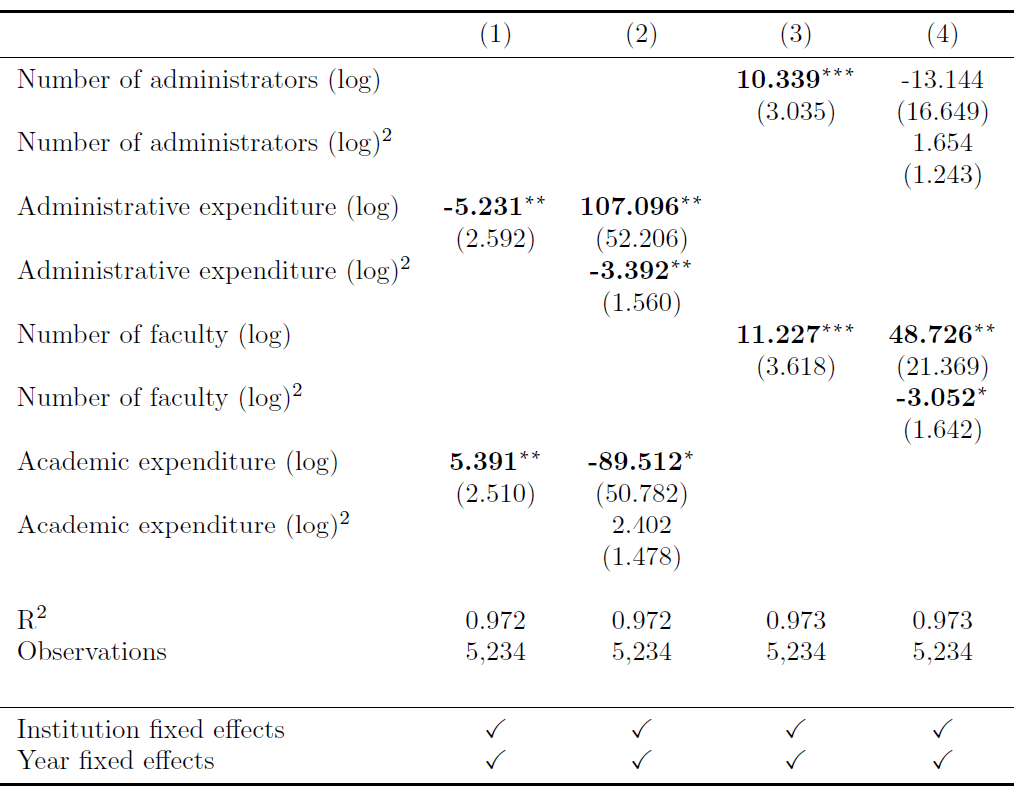 (1) (2) (3) (4)
Number of administrators (log) 10.339*** -13.144
(3.035) (16.649)
Number of administrators (log)² 1.654
(1.243)
Administrative expenditure (log) -5.231** 107.096**
(2.592) (52.206)
Administrative expenditure (log)² -3.392**
(1.560)
Number of faculty (log) 11.227*** 48.726**
(3.618) (21.369)
Number of faculty (log)² -3.052*
(1.642)
Academic expenditure (log) 5.391** -89.512*
(2.510) (50.782)
Academic expenditure (log)² 2.402
(1.478)
R² 0.972 0.972 0.973 0.973
Observations 5,234 5,234 5,234 5,234
Institution fixed effects ✓ ✓ ✓ ✓
Year fixed effects ✓ ✓ ✓ ✓